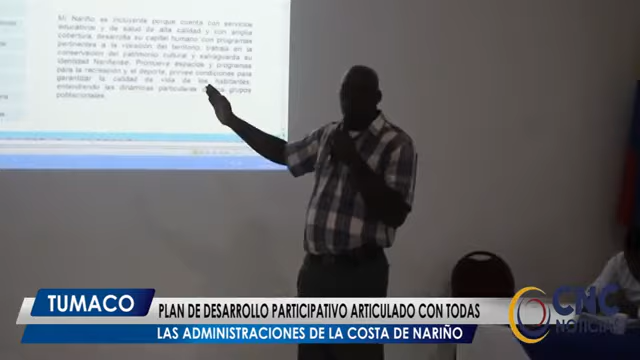 Mi Nariño es incluyente porque cuenta con servicios
educativos y de salud de alta calidad y con amplia
cobertura, desarrolla su capital humano con programas
pertinentes a la vocación del territorio, trabaja en la
conservación del patrimonio cultural y salvaguarda su
identidad Nariñense. Promueve espacios y programas
para la recreación y el deporte, provee condiciones para
garantizar la calidad de vida de los habitantes,
entendiendo las dinámicas particulares grupos
poblacionales.
TUMACO
PLAN DE DESARROLLO PARTICIPATIVO ARTICULADO CON TODAS
LAS ADMINISTRACIONES DE LA COSTA DE NARIÑO
CNC
NOTICIA